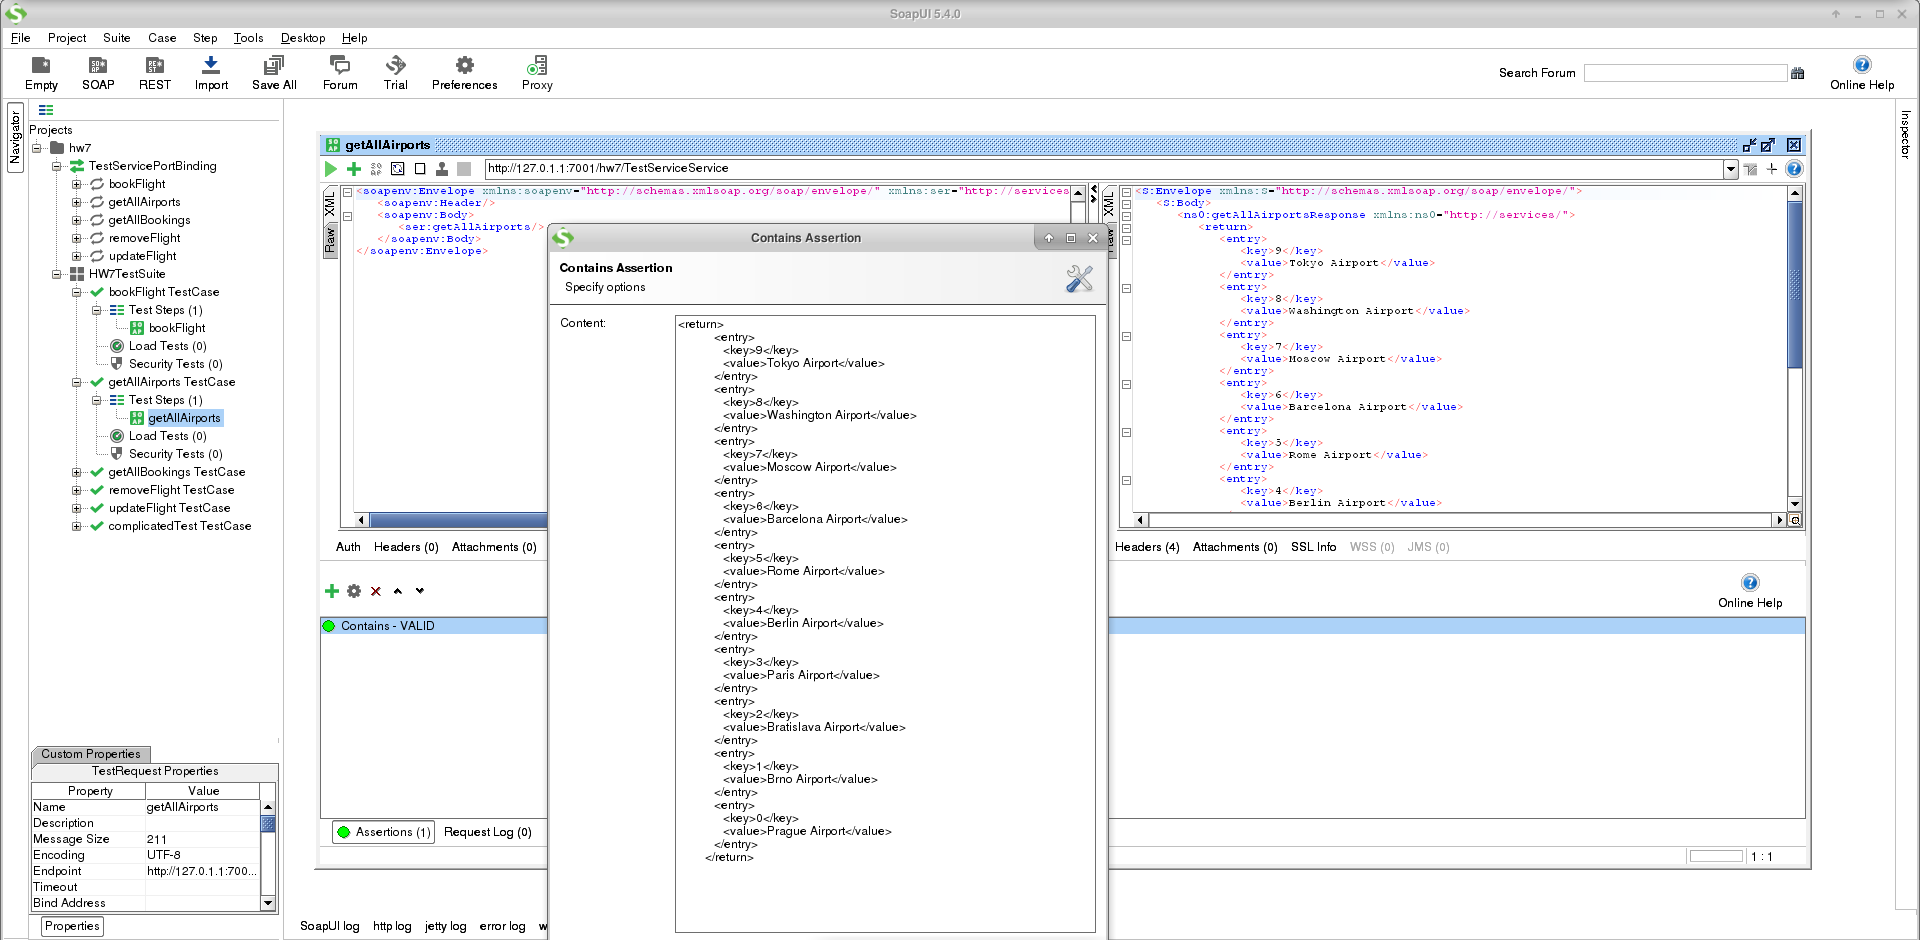 SoapUI 5.4.0
File Project Suite Case Step Tools Desktop Help
Empty SOAP REST Import Save All Forum Trial Preferences Proxy
Search Forum
Online Help
Navigator
Inspector
Projects
hw7
TestServicePortBinding
bookFlight
getAllAirports
getAllBookings
removeFlight
updateFlight
HW7TestSuite
bookFlight TestCase
Test Steps (1)
bookFlight
Load Tests (0)
Security Tests (0)
getAllAirports TestCase
Test Steps (1)
getAllAirports
Load Tests (0)
Security Tests (0)
getAllBookings TestCase
removeFlight TestCase
updateFlight TestCase
complicatedTest TestCase
Custom Properties
TestRequest Properties
Property Value
Name getAllAirports
Description
Message Size 211
Encoding UTF-8
Endpoint http://127.0.1.1:700...
Timeout
Bind Address
Properties
getAllAirports
http://127.0.1.1:7001/hw7/TestServiceService
XML
Raw
<soapenv:Envelope xmlns:soapenv="http://schemas.xmlsoap.org/soap/envelope/" xmlns:ser="http://services
<soapenv:Header/>
<soapenv:Body>
<ser:getAllAirports/>
</soapenv:Body>
</soapenv:Envelope>
Auth Headers (0) Attachments (0)
Contains - VALID
Assertions (1) Request Log (0)
SoapUI log http log jetty log error log w
Contains Assertion
Contains Assertion
Specify options
Content:
<return>
<entry>
<key>9</key>
<value>Tokyo Airport</value>
</entry>
<entry>
<key>8</key>
<value>Washington Airport</value>
</entry>
<entry>
<key>7</key>
<value>Moscow Airport</value>
</entry>
<entry>
<key>6</key>
<value>Barcelona Airport</value>
</entry>
<entry>
<key>5</key>
<value>Rome Airport</value>
</entry>
<entry>
<key>4</key>
<value>Berlin Airport</value>
</entry>
<entry>
<key>3</key>
<value>Paris Airport</value>
</entry>
<entry>
<key>2</key>
<value>Bratislava Airport</value>
</entry>
<entry>
<key>1</key>
<value>Brno Airport</value>
</entry>
<entry>
<key>0</key>
<value>Prague Airport</value>
</entry>
</return>
XML
<S:Envelope xmlns:S="http://schemas.xmlsoap.org/soap/envelope/">
<S:Body>
<ns0:getAllAirportsResponse xmlns:ns0="http://services/">
<return>
<entry>
<key>9</key>
<value>Tokyo Airport</value>
</entry>
<entry>
<key>8</key>
<value>Washington Airport</value>
</entry>
<entry>
<key>7</key>
<value>Moscow Airport</value>
</entry>
<entry>
<key>6</key>
<value>Barcelona Airport</value>
</entry>
<entry>
<key>5</key>
<value>Rome Airport</value>
</entry>
<entry>
<key>4</key>
<value>Berlin Airport</value>
Headers (4) Attachments (0) SSL Info WSS (0) JMS (0)
Online Help
1 : 1